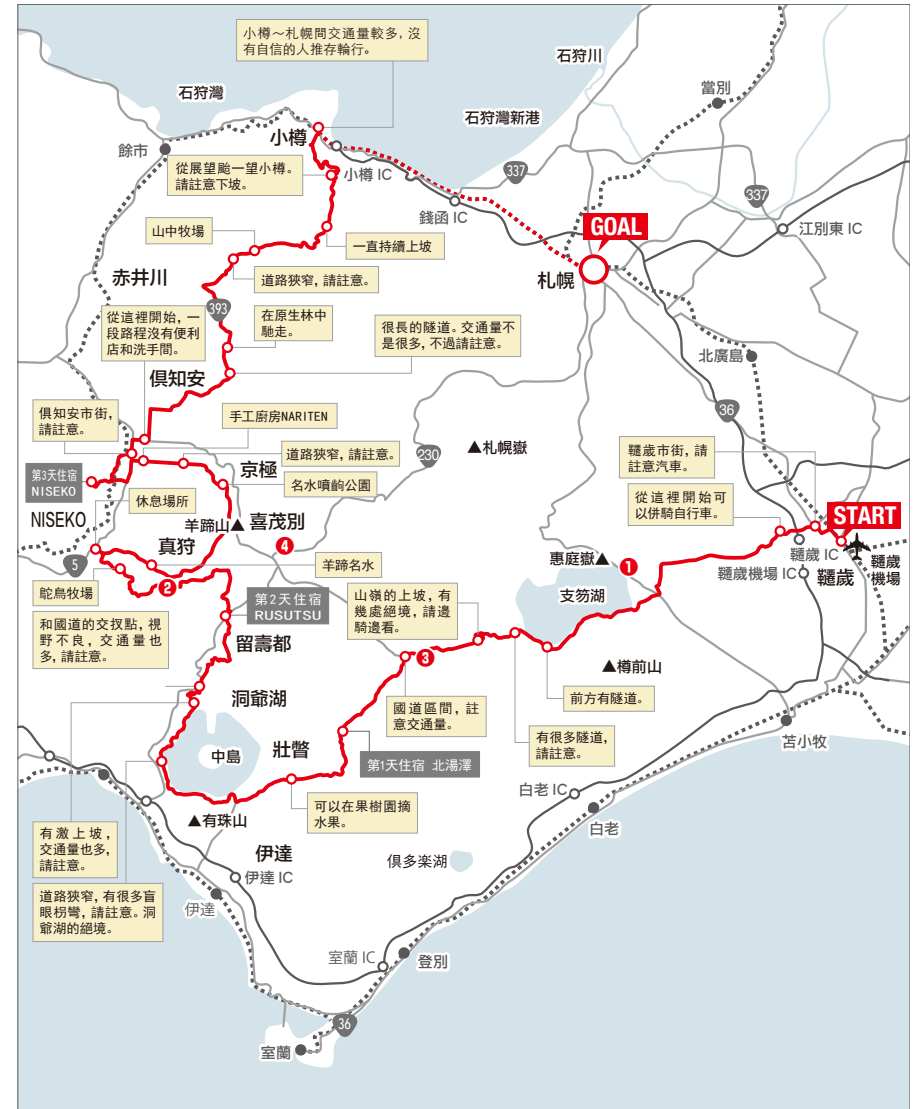 小樽～札幌間交通量較多，沒
有自信的人推存輪行。
石狩川
石狩灣
當別
石狩灣新港
小樽
餘市
小樽 IC
從展望颱一望小樽。
請註意下坡。
337
337
錢函 IC
GOAL
江別東 IC
山中牧場
一直持續上坡
札幌
赤井川
道路狹窄，請註意。
393
從這裡開始，一
段路程沒有便利
店和洗手間。
在原生林中
馳走。
很長的隧道。交通量不
是很多，不過請註意。
北廣島
倶知安
36
俱知安市街，
請註意。
手工廚房NARITEN
▲札幌嶽
韆歲市街，請
註意汽車。
京極
道路狹窄，請註意。
230
第3天住宿
NISEKO
名水噴齣公園
從這裡開始可
以併騎自行車。
休息場所
START
NISEKO
羊蹄山▲
喜茂別
真狩
4
韆歲 IC
韆歲
機場
惠庭嶽▲
1
韆歲機場 IC
韆歲
5
羊蹄名水
鴕鳥牧場
2
第2天住宿
RUSUTSU
山嶺的上坡，有
幾處絕境，請邊
騎邊看。
支笏湖
和國道的交扠點，視
野不良，交通量也
多，請註意。
留壽都
3
▲樽前山
洞爺湖
國道區間，註
意交通量。
前方有隧道。
有很多隧道，
請註意。
苫小牧
中島
壯瞥
第1天住宿 北湯澤
白老 IC
可以在果樹園摘
水果。
白老
▲有珠山
有激上坡，
交通量也多，
請註意。
伊達
倶多楽湖
伊達 IC
道路狹窄，有很多盲
眼柺彎，請註意。洞
爺湖的絕境。
伊達
室蘭 IC
登別
36
室蘭